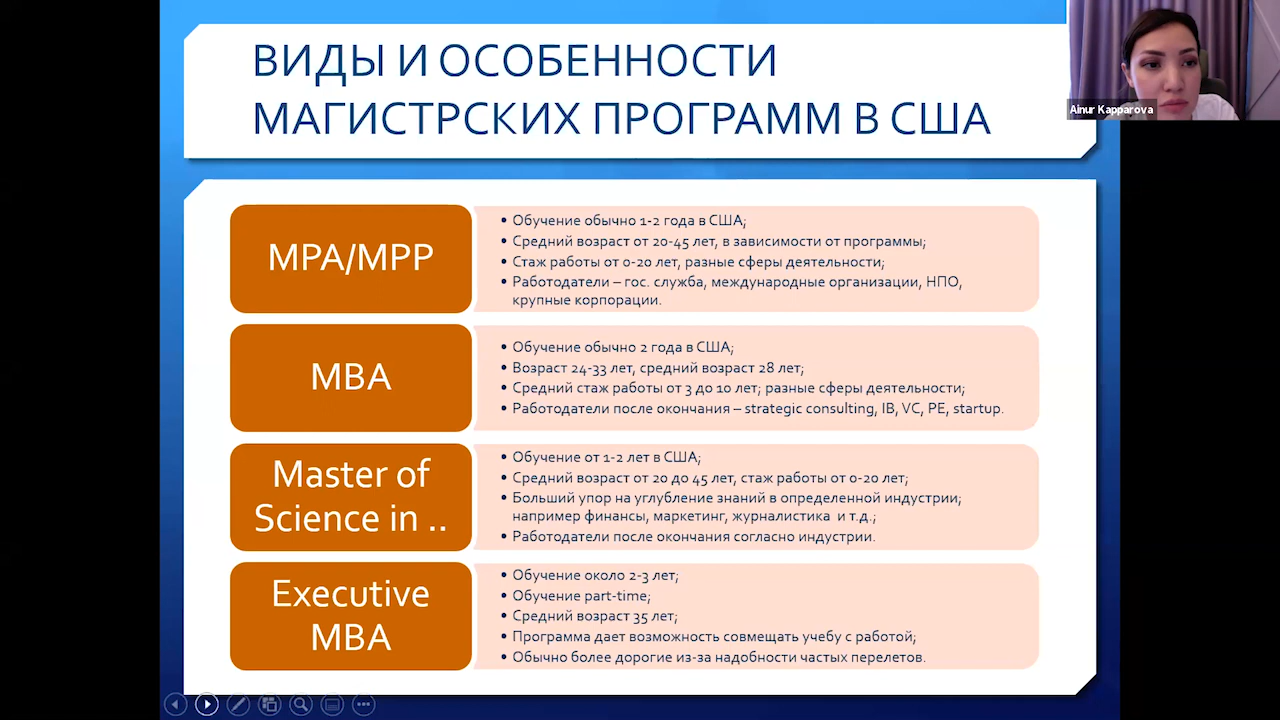 ВИДЫ И ОСОБЕННОСТИ
МАГИСТРСКИХ ПРОГРАММ В США
Ainur Kapparova
MPA/MPP
• Обучение обычно 1-2 года в США;
• Средний возраст от 20-45 лет, в зависимости от программы;
• Стаж работы от 0-20 лет, разные сферы деятельности;
• Работодатели – гос. служба, международные организации, НПО,
крупные корпорации.
MBA
• Обучение обычно 2 года в США;
• Возраст 24-33 лет, средний возраст 28 лет;
• Средний стаж работы от 3 до 10 лет; разные сферы деятельности;
• Работодатели после окончания – strategic consulting, IB, VC, PE, startup.
Master of
Science in ..
• Обучение от 1-2 лет в США;
• Средний возраст от 20 до 45 лет, стаж работы от 0-20 лет;
• Больший упор на углубление знаний в определенной индустрии;
например финансы, маркетинг, журналистика и т.д.;
• Работодатели после окончания согласно индустрии.
Executive
MBA
• Обучение около 2-3 лет;
• Обучение part-time;
• Средний возраст 35 лет;
• Программа дает возможность совмещать учебу с работой;
• Обычно более дорогие из-за надобности частых перелетов.